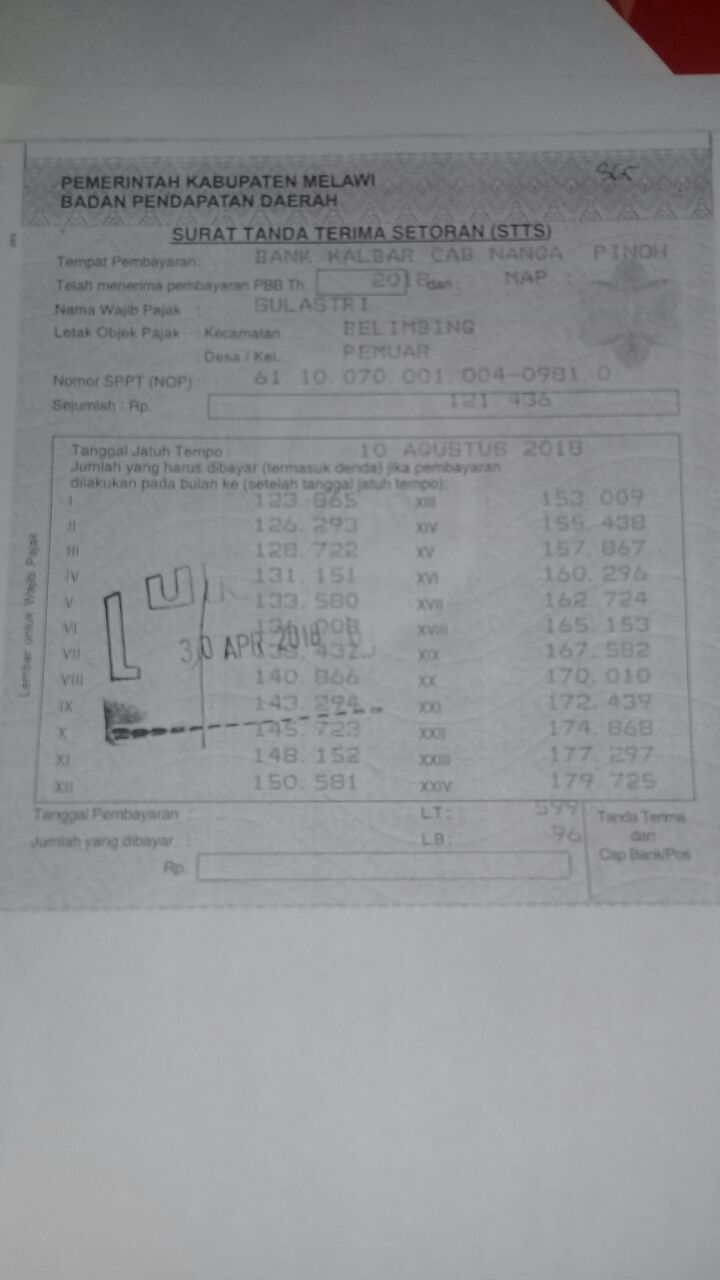 PEMERINTAH KABUPATEN MELAWI
BADAN PENDAPATAN DAERAH
SURAT TANDA TERIMA SETORAN (STTS)
Tempat Pembayaran: BANK KALBAR CAB NANGA PINOH
Telah menerima pembayaran PBB Th. 2018 dari : MAP :
Nama Wajib Pajak : SULASTRI
Letak Objek Pajak : Kecamatan BELIMBING
: Desa / Kel. PEMUAR
Nomor SPPT (NOP) : 61. 10. 070. 001. 004-0981. 0
Sejumlah : Rp. 121. 436
Tanggal Jatuh Tempo : 10 AGUSTUS 2018
Jumlah yang harus dibayar (termasuk denda) jika pembayaran
dilakukan pada bulan ke (setelah tanggal jatuh tempo):
I 123. 865 XIII 153. 009
II 126. 293 XIV 155. 438
III 128. 722 XV 157. 867
IV 131. 151 XVI 160. 296
V 133. 580 XVII 162. 724
VI 136. 008 XVIII 165. 153
VII 138. 437 XIX 167. 582
VIII 140. 866 XX 170. 010
IX 143. 294 XXI 172. 439
X 145. 723 XXII 174. 868
XI 148. 152 XXIII 177. 297
XII 150. 581 XXIV 179. 725
30 APR 2018
Tanggal Pembayaran : LT: 599
Jumlah yang dibayar : LB: 96
Rp.
Tanda Terima
dan
Cap Bank/Pos
Lembar untuk Wajib Pajak